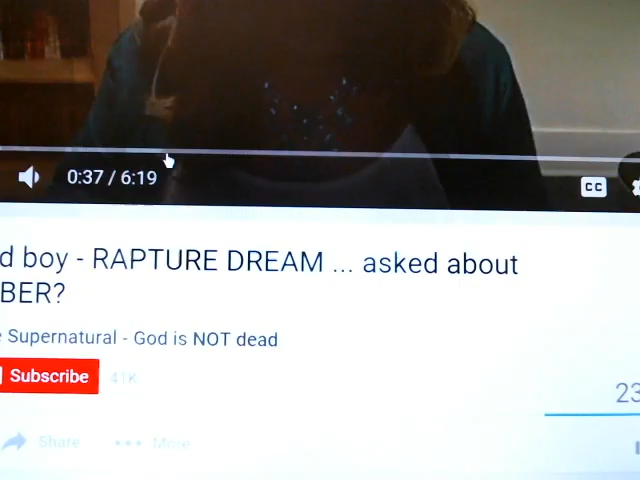 0:37 / 6:19 CC
d boy - RAPTURE DREAM ... asked about
BER?
Supernatural - God is NOT dead
Subscribe 41K
23
Share More